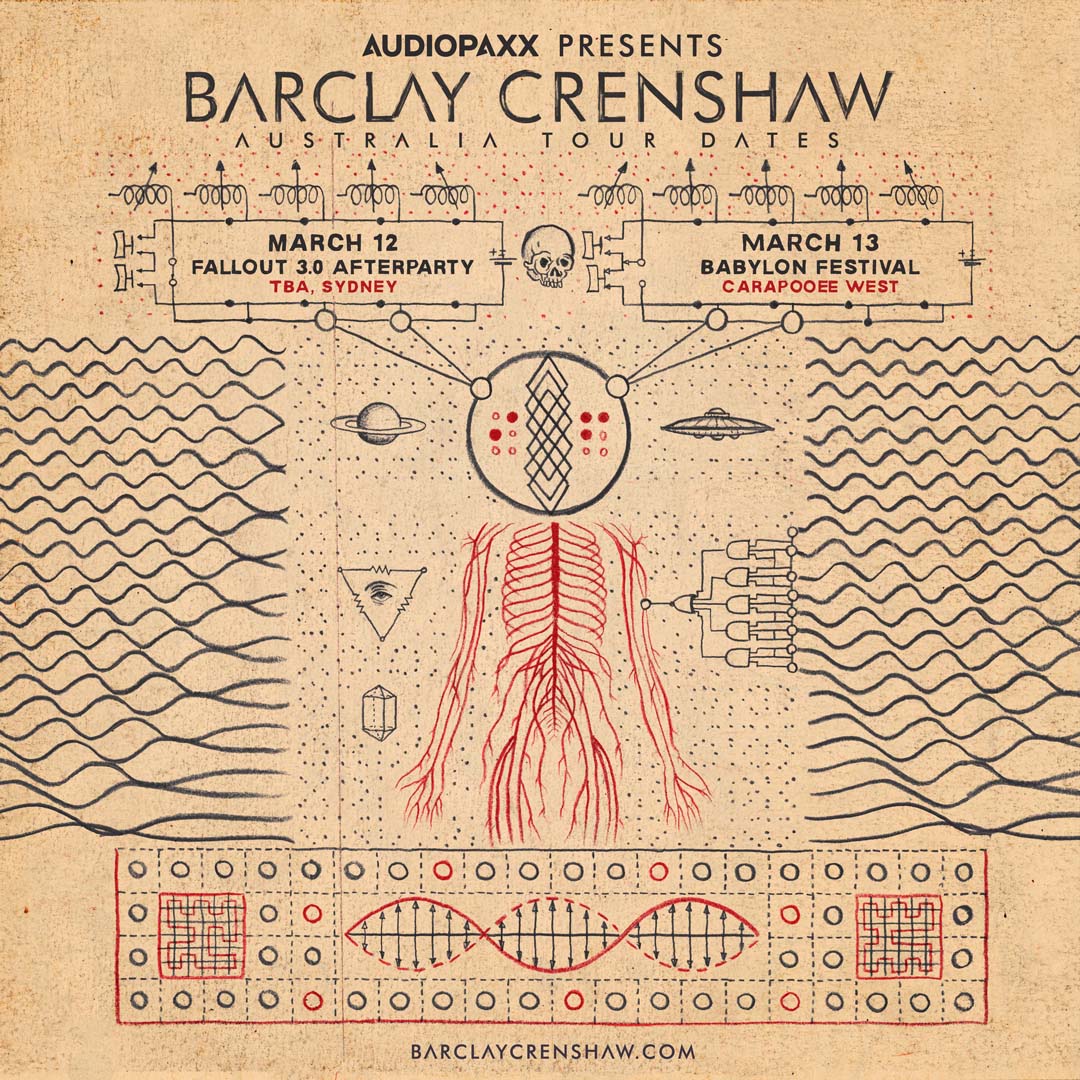 AUDIOPAXX PRESENTS
BARCLAY CRENSHAW
AUSTRALIA TOUR DATES
MARCH 12
FALLOUT 3.0 AFTERPARTY
TBA, SYDNEY
MARCH 13
BABYLON FESTIVAL
CARAPOOEE WEST
BARCLAYCRENSHAW.COM